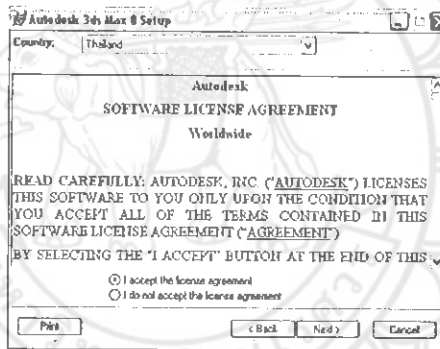 Autodesk 3ds Max 8 Setup
Country:
Thailand
Autodesk
SOFTWARE LICENSE AGREEMENT
Worldwide
READ CAREFULLY: AUTODESK, INC. ("AUTODESK") LICENSES
THIS SOFTWARE TO YOU ONLY UPON THE CONDITION THAT
YOU ACCEPT ALL OF THE TERMS CONTAINED IN THIS
SOFTWARE LICENSE AGREEMENT ("AGREEMENT")
BY SELECTING THE "I ACCEPT" BUTTON AT THE END OF THIS
I accept the license agreement
I do not accept the license agreement
Print
< Back
Next >
Cancel